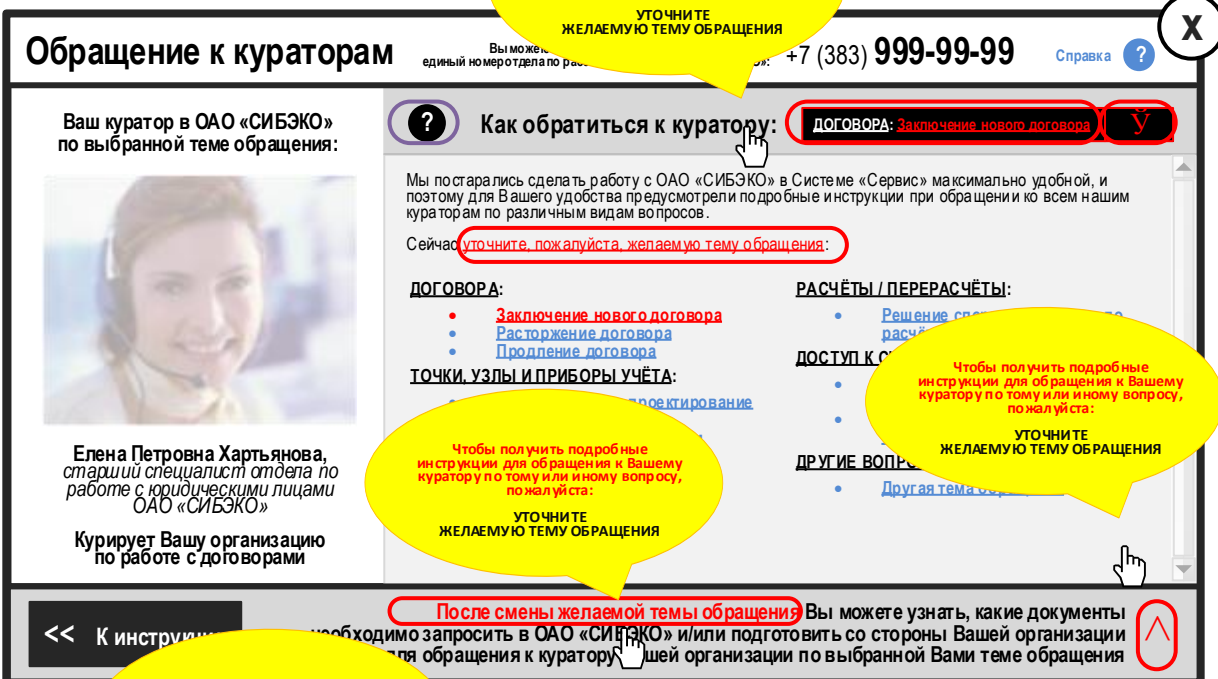 УТОЧНИТЕ
ЖЕЛАЕМУЮ ТЕМУ ОБРАЩЕНИЯ
X
Обращение к кураторам
Вы
единый номер отдела по
+7 (383) 999-99-99
Справка ?
Ваш куратор в ОАО «СИБЭКО»
по выбранной теме обращения:
Елена Петровна Хартьянова,
старший специалист отдела по
работе с юридическими лицами
ОАО «СИБЭКО»
Курирует Вашу организацию
по работе с договорами
? Как обратиться к куратору:
ДОГОВОРА: Заключение нового договора Ў
Мы постарались сделать работу с ОАО «СИБЭКО» в Системе «Сервис» максимально удобной, и
поэтому для Вашего удобства предусмотрели подробные инструкции при обращении ко всем нашим
кураторам по различным видам вопросов.
Сейчас уточните, пожалуйста, желаемую тему обращения:
ДОГОВОРА:
• Заключение нового договора
• Расторжение договора
• Продление договора
ТОЧКИ, УЗЛЫ И ПРИБОРЫ УЧЁТА:
проектирование
РАСЧЁТЫ / ПЕРЕРАСЧЁТЫ:
• Решение
ДОСТУП К
ДРУГИЕ
• Другая тема
Чтобы получить подробные
инструкции для обращения к Вашему
куратору по тому или иному вопросу,
пожалуйста:
УТОЧНИТЕ
ЖЕЛАЕМУЮ ТЕМУ ОБРАЩЕНИЯ
Чтобы получить подробные
инструкции для обращения к Вашему
куратору по тому или иному вопросу,
пожалуйста:
УТОЧНИТЕ
ЖЕЛАЕМУЮ ТЕМУ ОБРАЩЕНИЯ
<< К
После смены желаемой темы обращения Вы можете узнать, какие документы
необходимо запросить в ОАО «СИБЭКО» и/или подготовить со стороны Вашей организации
для обращения к куратору Вашей организации по выбранной Вами теме обращения